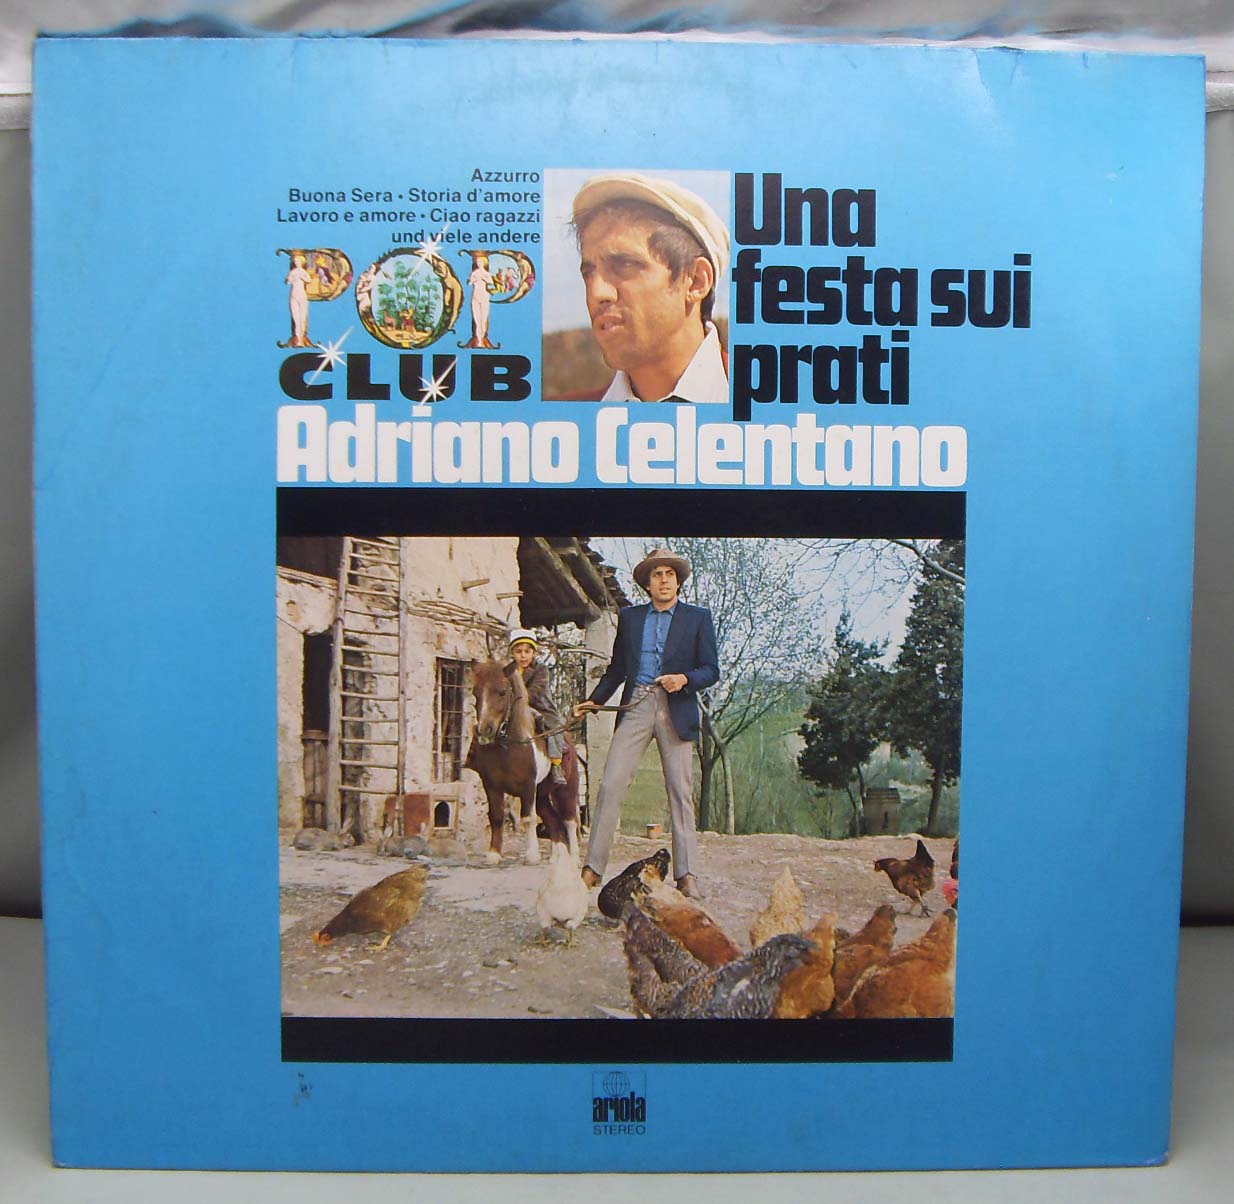 Azzurro
Buona Sera • Storia d'amore
Lavoro e amore • Ciao ragazzi
und viele andere
POP
CLUB
Una
festa sui
prati
Adriano Celentano
ariola
STEREO